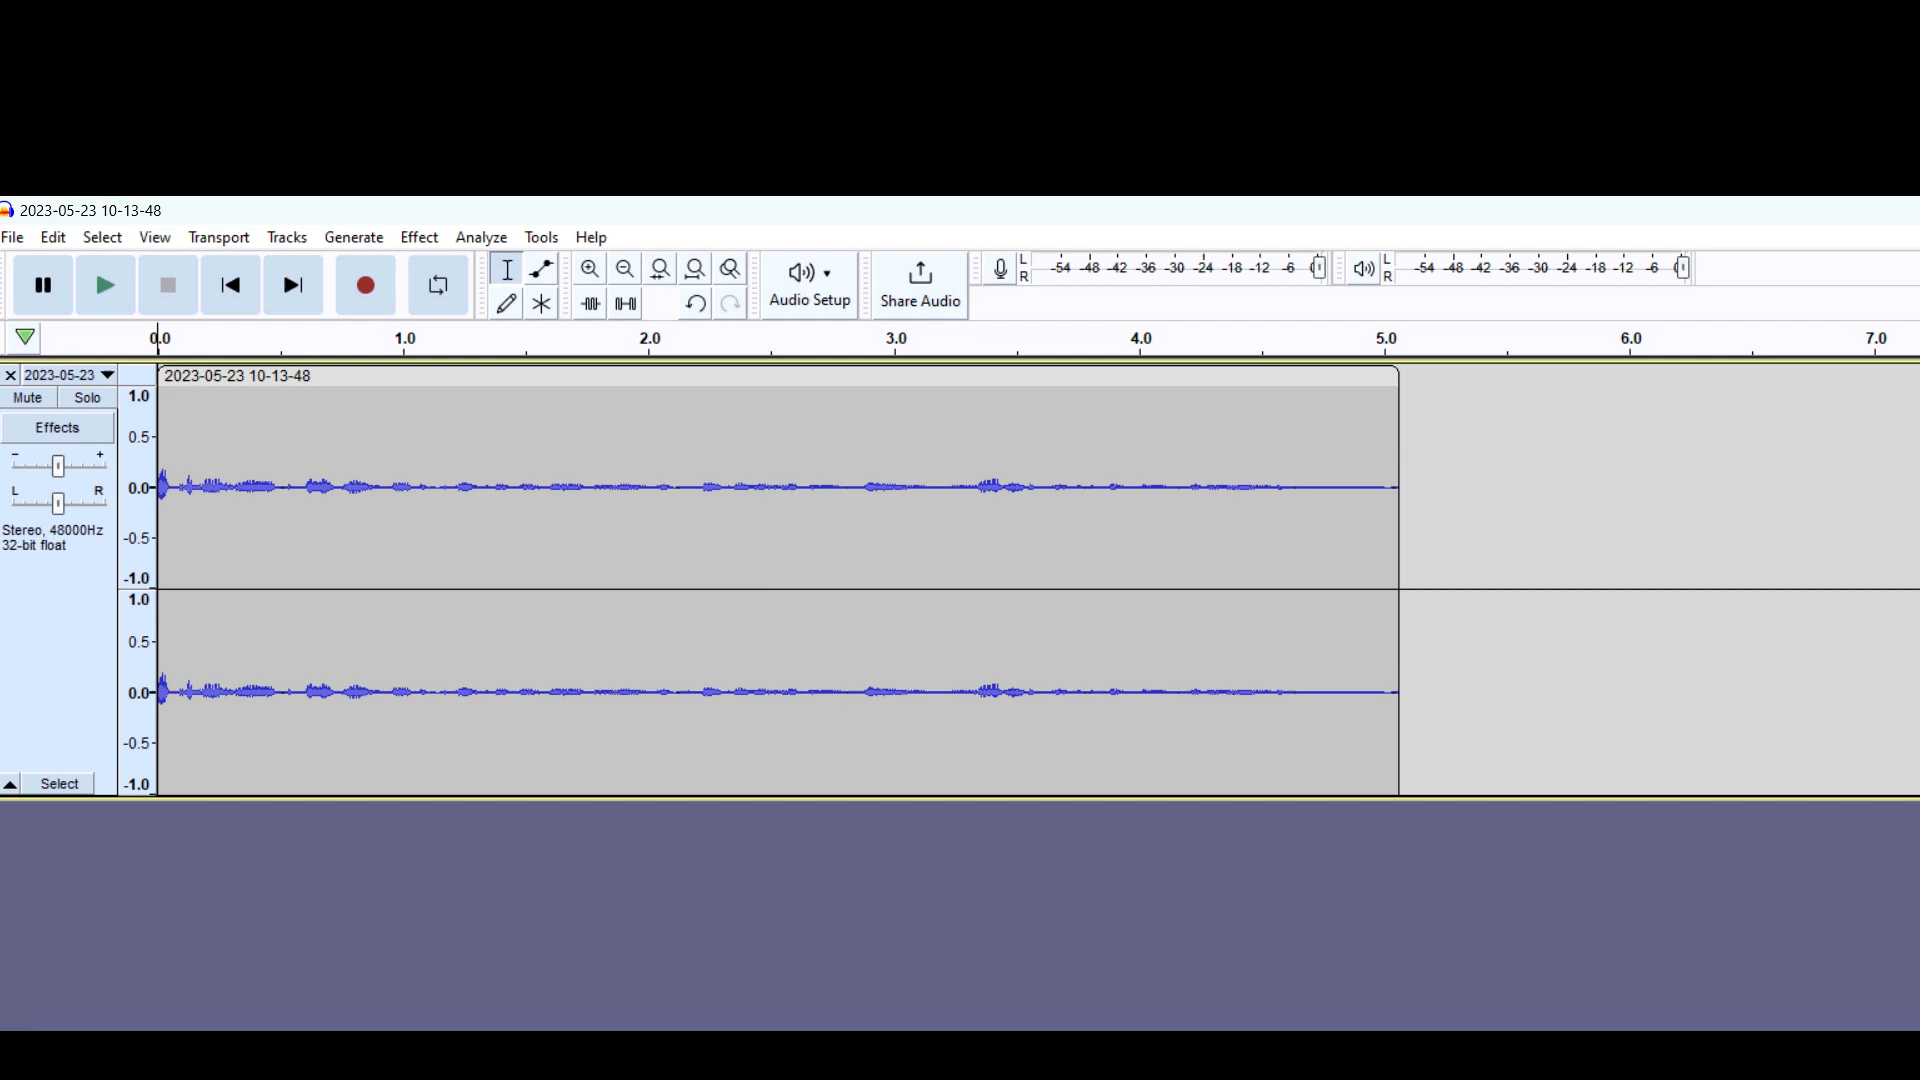 2023-05-23 10-13-48
File Edit Select View Transport Tracks Generate Effect Analyze Tools Help
Audio Setup
Share Audio
L
R
-54 -48 -42 -36 -30 -24 -18 -12 -6 0
L
R
-54 -48 -42 -36 -30 -24 -18 -12 -6 0
0.0 1.0 2.0 3.0 4.0 5.0 6.0 7.0
2023-05-23
2023-05-23 10-13-48
Mute Solo
Effects
- +
L R
Stereo, 48000Hz
32-bit float
Select
1.0
0.5-
0.0-
-0.5-
-1.0
1.0
0.5-
0.0-
-0.5-
-1.0